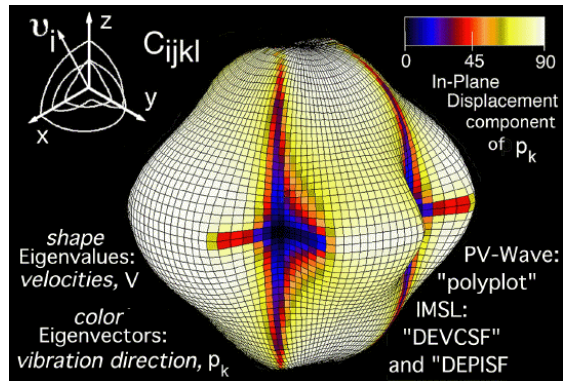 z
υi
Cijkl
x
y
0
45
90
In-Plane
Displacement
component
of pk
shape
Eigenvalues:
velocities, V
color
Eigenvectors:
vibration direction, pk
PV-Wave:
"polyplot"
IMSL:
"DEVCSF"
and "DEPISF